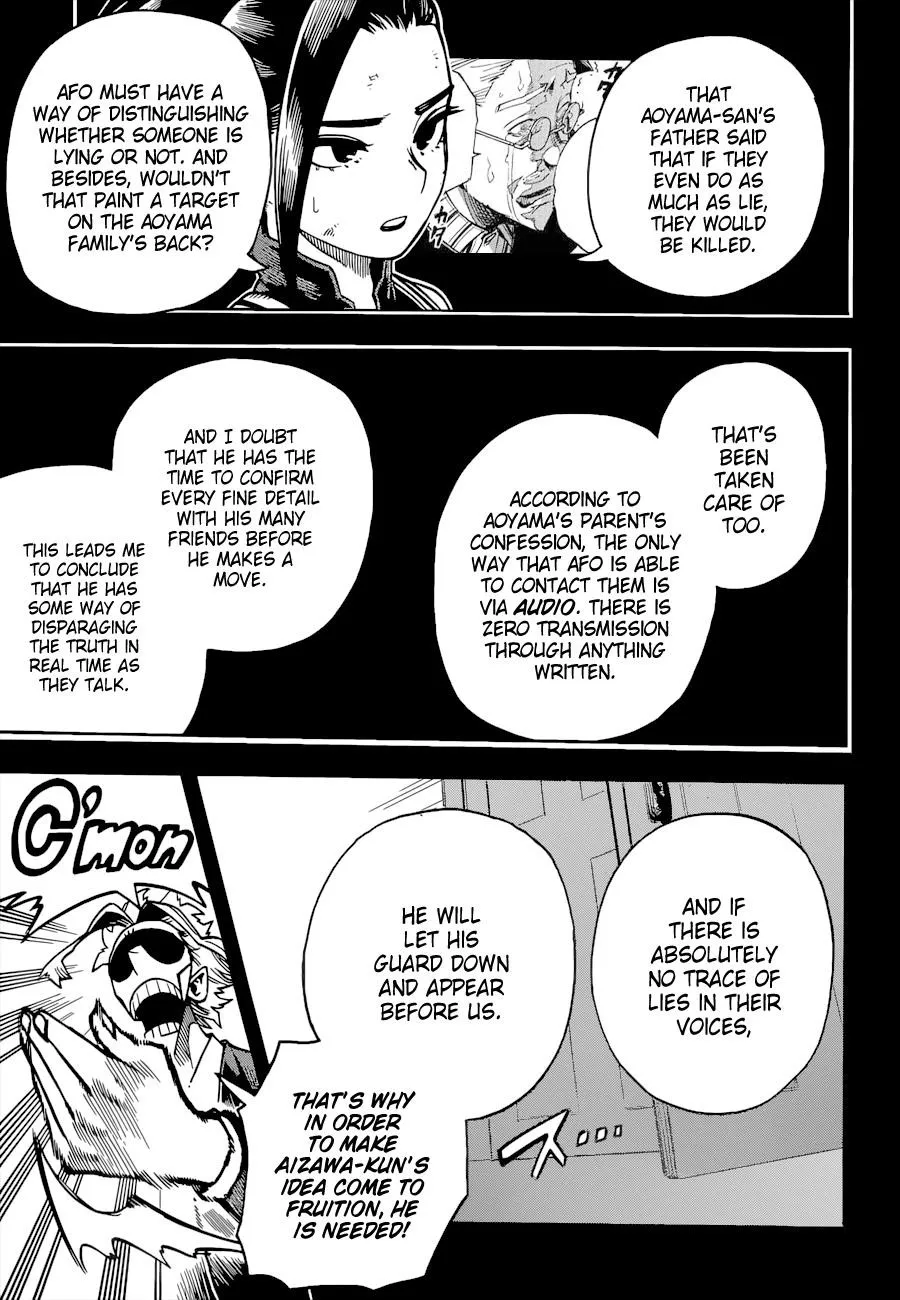 THAT
AOYAMA-SAN'S
FATHER SAID
THAT IF THEY
EVEN DO AS
MUCH AS LIE,
THEY WOULD
BE KILLED.
AFO MUST HAVE A
WAY OF DISTINGUISHING
WHETHER SOMEONE IS
LYING OR NOT. AND
BESIDES, WOULDN'T
THAT PAINT A TARGET
ON THE AOYAMA
FAMILY'S BACK?
ガタ
ガタ
THAT'S
BEEN
TAKEN
CARE OF
TOO.
ACCORDING TO
AOYAMA'S PARENT'S
CONFESSION, THE ONLY
WAY THAT AFO IS ABLE
TO CONTACT THEM IS
VIA AUDIO. THERE IS
ZERO TRANSMISSION
THROUGH ANYTHING
WRITTEN.
AND I DOUBT
THAT HE HAS THE
TIME TO CONFIRM
EVERY FINE DETAIL
WITH HIS MANY
FRIENDS BEFORE
HE MAKES A
MOVE.
THIS LEADS ME
TO CONCLUDE
THAT HE HAS
SOME WAY OF
DISPARAGING
THE TRUTH IN
REAL TIME AS
THEY TALK.
AND IF
THERE IS
ABSOLUTELY
NO TRACE OF
LIES IN THEIR
VOICES,
HE WILL
LET HIS
GUARD DOWN
AND APPEAR
BEFORE US.
ズ...
THAT'S WHY
IN ORDER
TO MAKE
AIZAWA-KUN'S
IDEA COME TO
FRUITION, HE
IS NEEDED!
C'mon